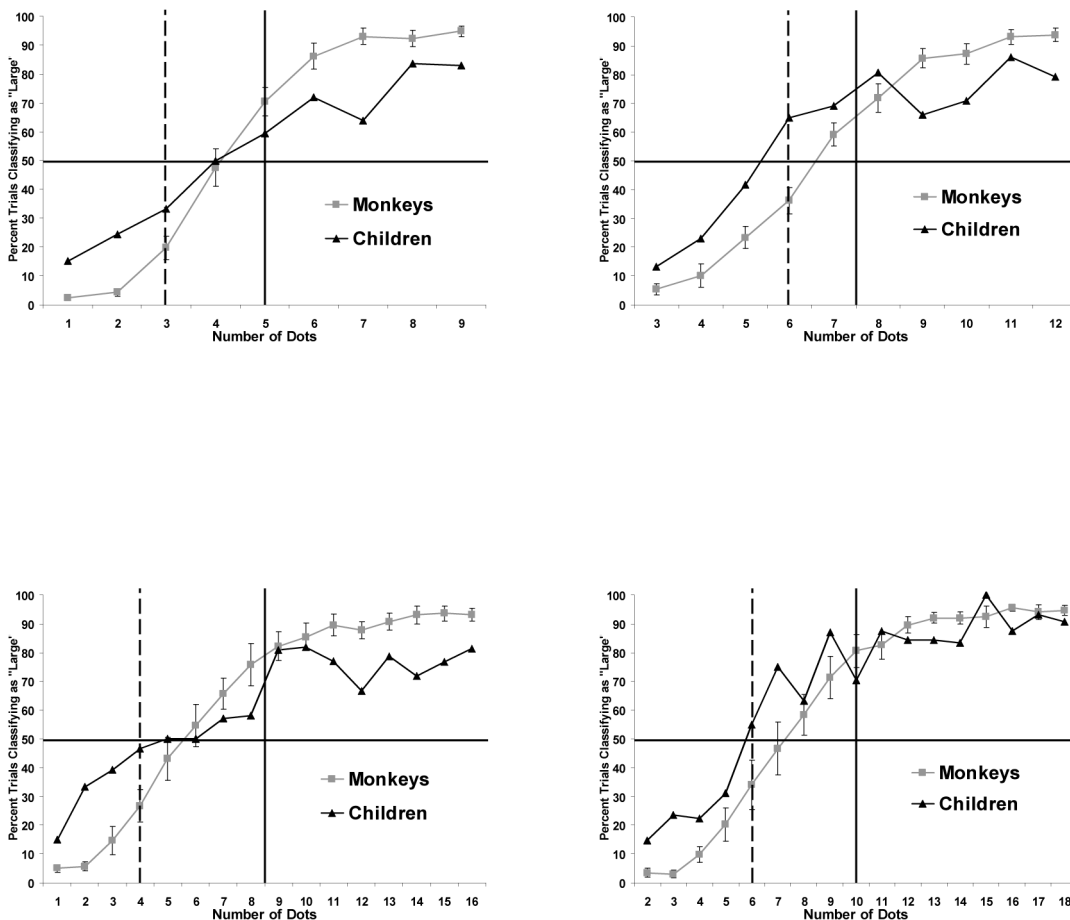 Percent Trials Classifying as "Large'
100
90
80
70
60
50
40
30
20
10
0
Monkeys
Children
1 2 3 4 5 6 7 8 9
Number of Dots
Percent Trials Classifying as "Large'
100
90
80
70
60
50
40
30
20
10
0
Monkeys
Children
3 4 5 6 7 8 9 10 11 12
Number of Dots
Percent Trials Classifying as "Large'
100
90
80
70
60
50
40
30
20
10
0
Monkeys
Children
1 2 3 4 5 6 7 8 9 10 11 12 13 14 15 16
Number of Dots
Percent Trials Classifying as "Large'
100
90
80
70
60
50
40
30
20
10
0
Monkeys
Children
2 3 4 5 6 7 8 9 10 11 12 13 14 15 16 17 18
Number of Dots